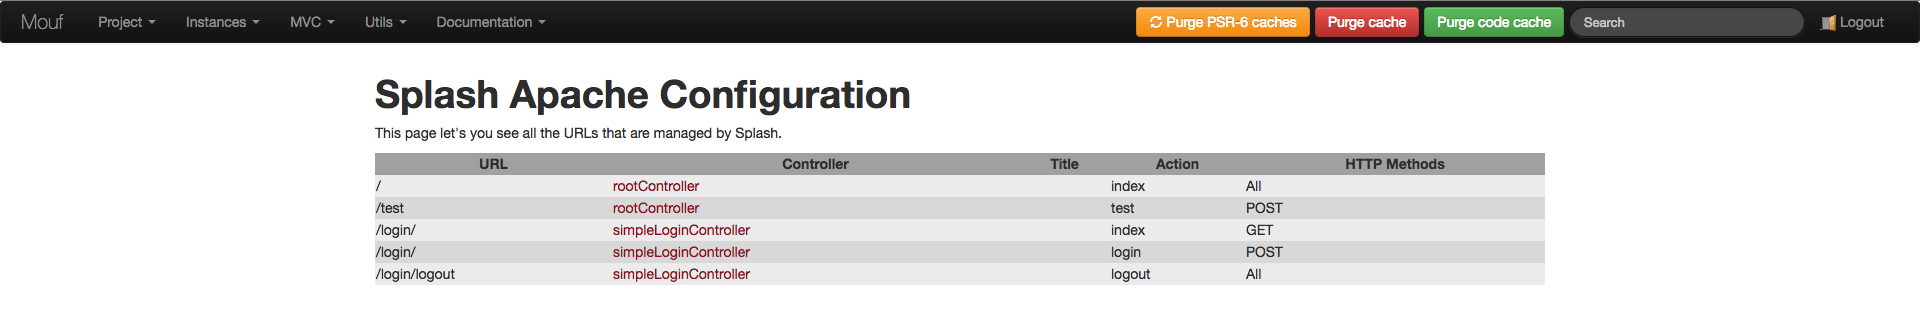 Mouf Project Instances MVC Utils Documentation Purge PSR-6 caches Purge cache Purge code cache Search Logout
Splash Apache Configuration
This page let's you see all the URLs that are managed by Splash.
URL Controller Title Action HTTP Methods
/ rootController index All
/test rootController test POST
/login/ simpleLoginController index GET
/login/ simpleLoginController login POST
/login/logout simpleLoginController logout All